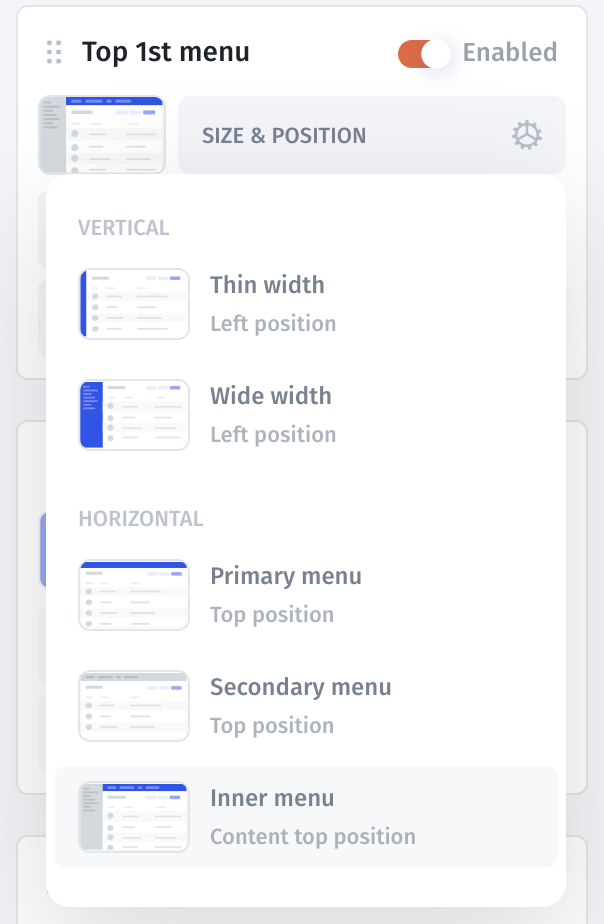 Top 1st menu
Enabled
SIZE & POSITION
VERTICAL
Thin width
Left position
Wide width
Left position
HORIZONTAL
Primary menu
Top position
Secondary menu
Top position
Inner menu
Content top position